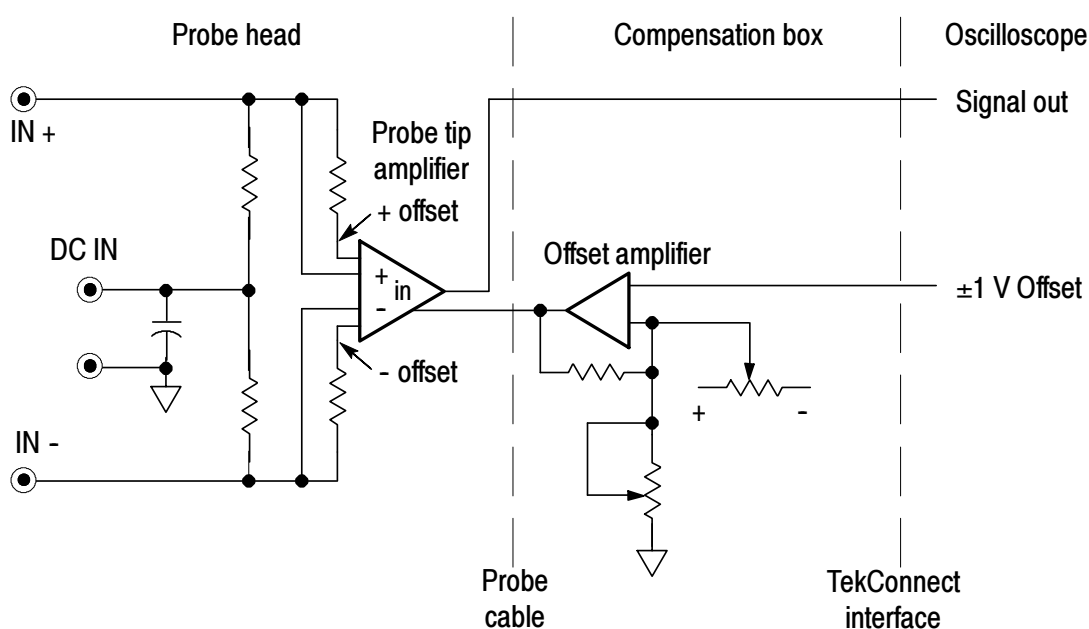 Probe head
Compensation box
Oscilloscope
IN +
Probe tip
amplifier
Signal out
+ offset
DC IN
Offset amplifier
+
in
-
±1 V Offset
- offset
+
-
IN -
Probe
cable
TekConnect
interface